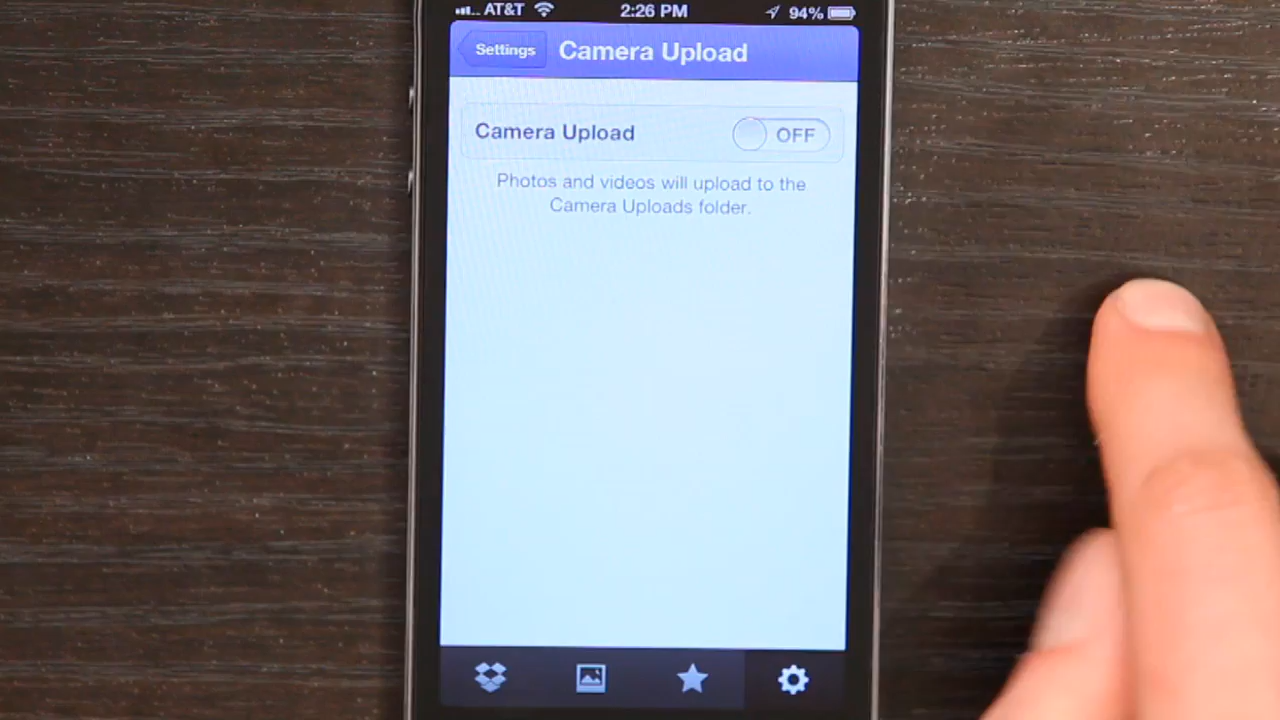 AT&T 2:26 PM 94%
Settings Camera Upload
Camera Upload OFF
Photos and videos will upload to the
Camera Uploads folder.